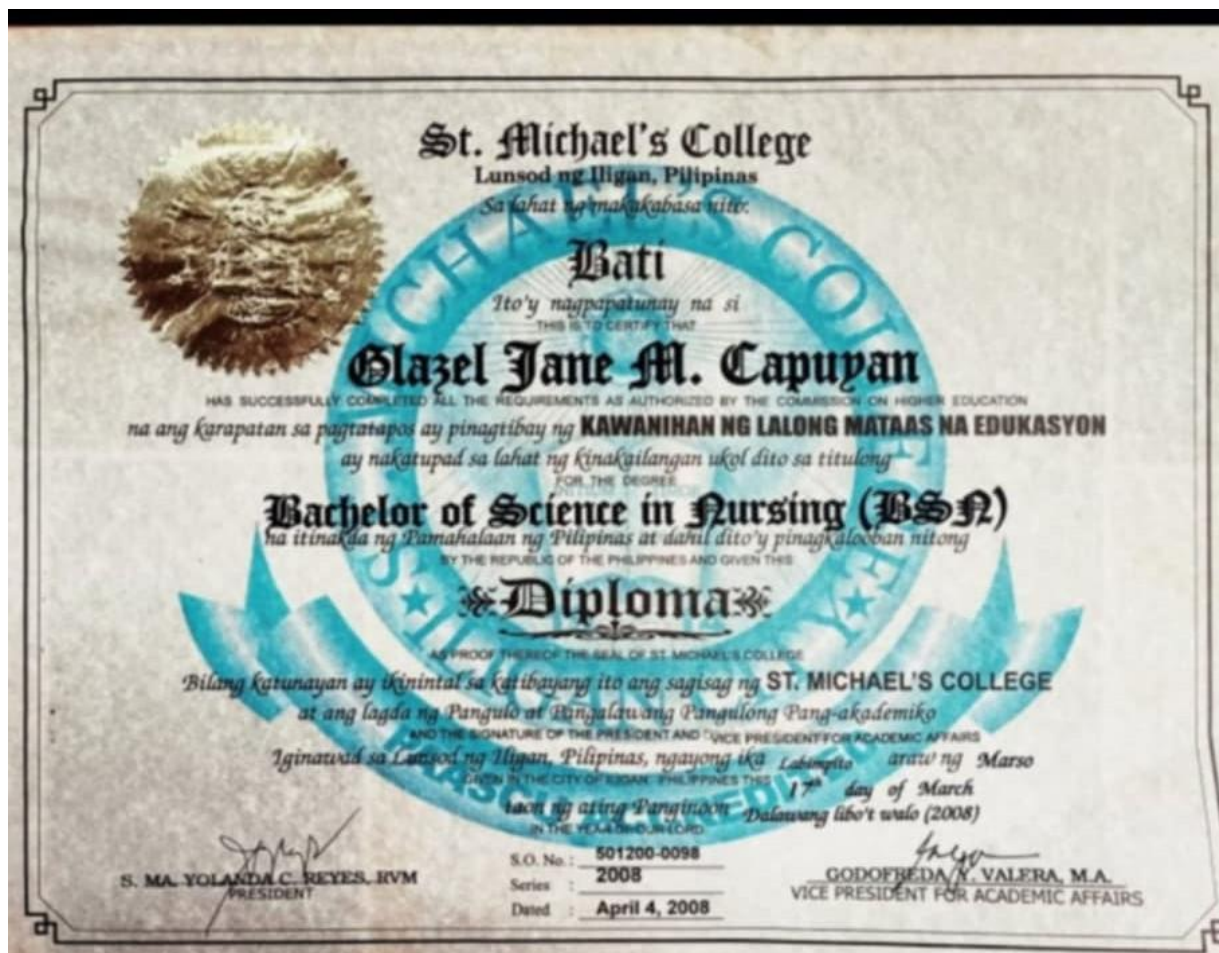 St. Michael's College
Lunsod ng Iligan, Pilipinas
Sa lahat ng makakabasa nito:
Bati
Ito'y nagpapatunay na si
THIS IS TO CERTIFY THAT
Glazel Jane M. Capuyan
HAS SUCCESSFULLY COMPLETED ALL THE REQUIREMENTS AS AUTHORIZED BY THE COMMISSION ON HIGHER EDUCATION
na ang karapatan sa pagtatapos ay pinagtibay ng KAWANIHAN NG LALONG MATAAS NA EDUKASYON
ay nakatupad sa lahat ng kinakailangan ukol dito sa titulong
FOR THE DEGREE
Bachelor of Science in Nursing (BSN)
na itinakda ng Pamahalaan ng Pilipinas at dahil dito'y pinagkalooban nitong
BY THE REPUBLIC OF THE PHILIPPINES AND GIVEN THIS
Diploma
AS PROOF THEREOF THE SEAL OF ST. MICHAEL'S COLLEGE
Bilang katunayan ay ikinintal sa katibayang ito ang sagisag ng ST. MICHAEL'S COLLEGE
at ang lagda ng Pangulo at Pangalawang Pangulong Pang-akademiko
AND THE SIGNATURE OF THE PRESIDENT AND VICE PRESIDENT FOR ACADEMIC AFFAIRS
Iginawad sa Lunsod ng Iligan, Pilipinas, ngayong ika Labimpito araw ng Marso
GIVEN IN THE CITY OF ILIGAN PHILIPPINES THIS 17th day of March
taon ng ating Panginoon Dalawang libo't walo (2008)
IN THE YEAR OF OUR LORD
S.O. No. : 501200-0098
Series : 2008
Dated : April 4, 2008
S. MA. YOLANDA C. REYES, RVM
PRESIDENT
GODOFREDA N. VALERA, M.A.
VICE PRESIDENT FOR ACADEMIC AFFAIRS